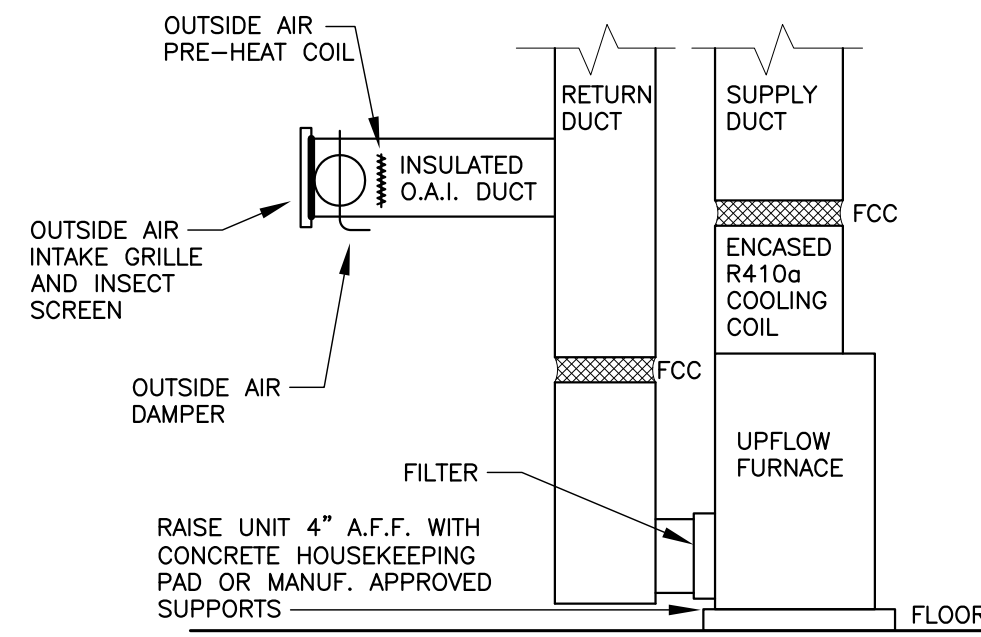 OUTSIDE AIR
PRE-HEAT COIL
RETURN
DUCT
SUPPLY
DUCT
INSULATED
O.A.I. DUCT
FCC
OUTSIDE AIR
INTAKE GRILLE
AND INSECT
SCREEN
ENCASED
R410a
COOLING
COIL
FCC
OUTSIDE AIR
DAMPER
UPFLOW
FURNACE
FILTER
RAISE UNIT 4" A.F.F. WITH
CONCRETE HOUSEKEEPING
PAD OR MANUF. APPROVED
SUPPORTS
FLOOR